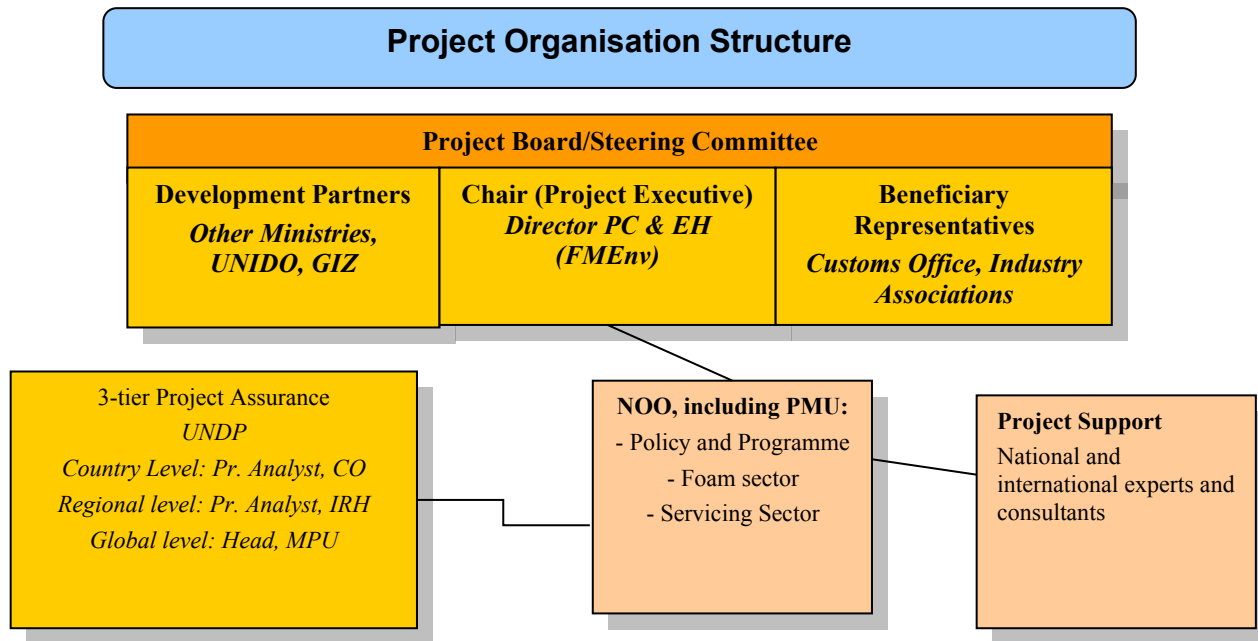 Project Organisation Structure
Project Board/Steering Committee
Development Partners
Other Ministries,
UNIDO, GIZ
Chair (Project Executive)
Director PC & EH
(FMEnv)
Beneficiary
Representatives
Customs Office, Industry
Associations
3-tier Project Assurance
UNDP
Country Level: Pr. Analyst, CO
Regional level: Pr. Analyst, IRH
Global level: Head, MPU
NOO, including PMU:
- Policy and Programme
- Foam sector
- Servicing Sector
Project Support
National and
international experts and
consultants